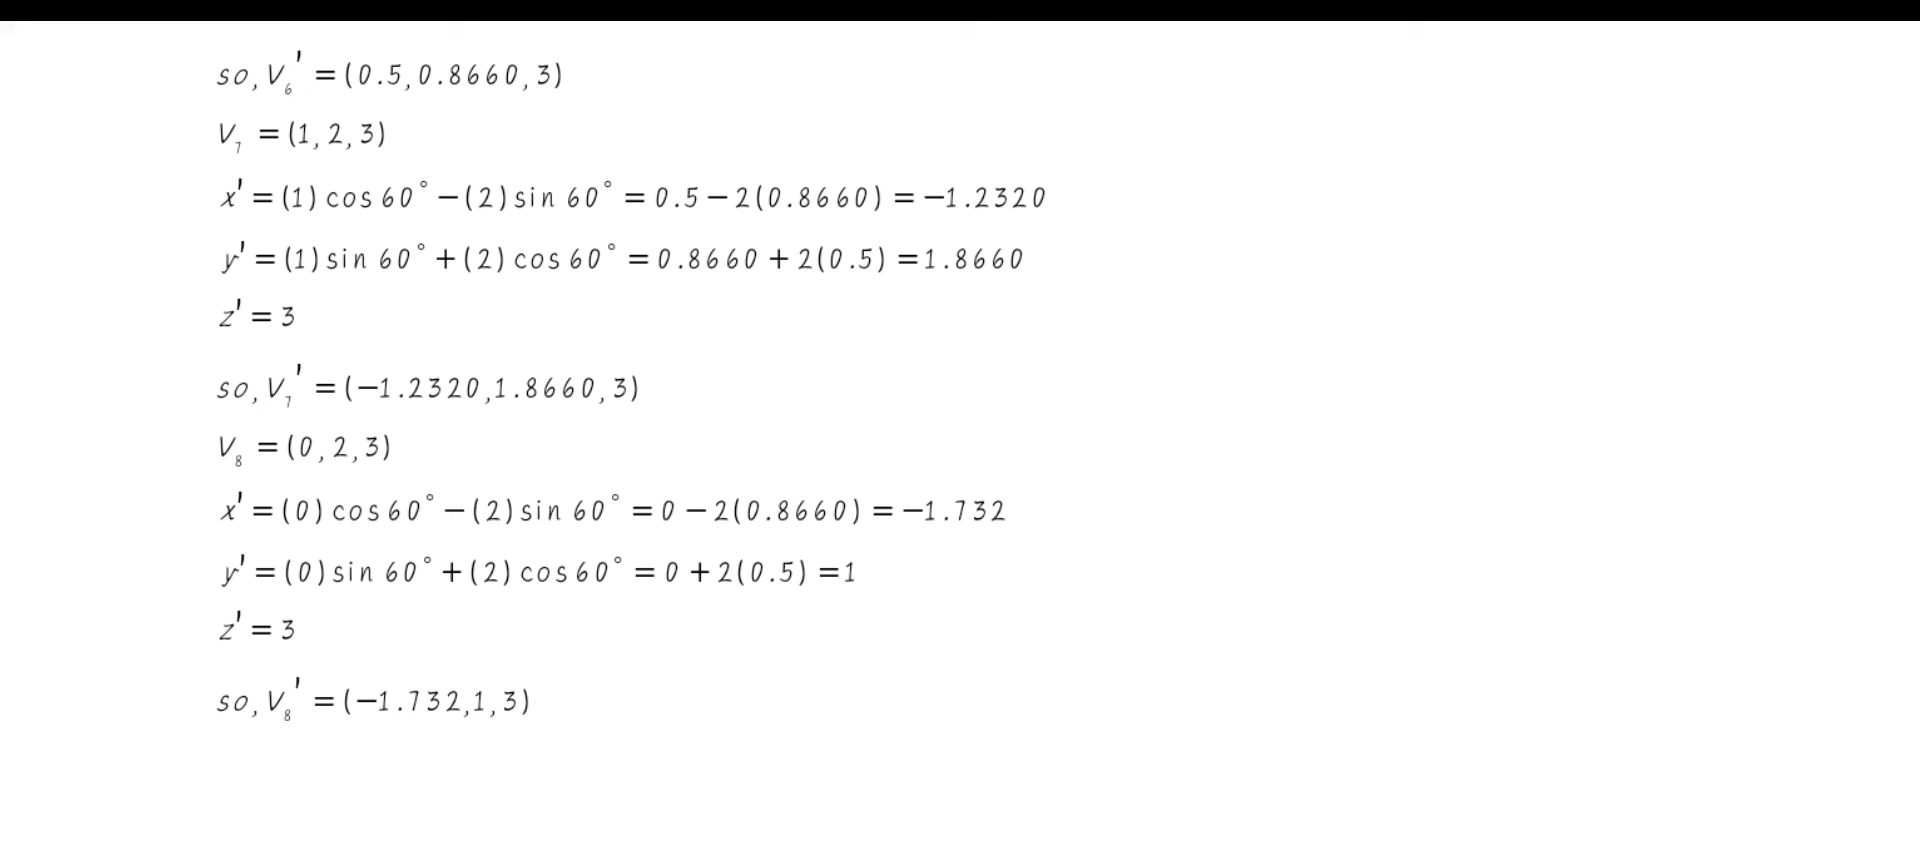 so, V₆' = (0.5,0.8660,3)
V₇ = (1,2,3)
x' = (1) cos 60° − (2) sin 60° = 0.5 − 2(0.8660) = −1.2320
y' = (1) sin 60° + (2) cos 60° = 0.8660 + 2(0.5) = 1.8660
z' = 3
so, V₇' = (−1.2320,1.8660,3)
V₈ = (0,2,3)
x' = (0) cos 60° − (2) sin 60° = 0 − 2(0.8660) = −1.732
y' = (0) sin 60° + (2) cos 60° = 0 + 2(0.5) = 1
z' = 3
so, V₈' = (−1.732,1,3)